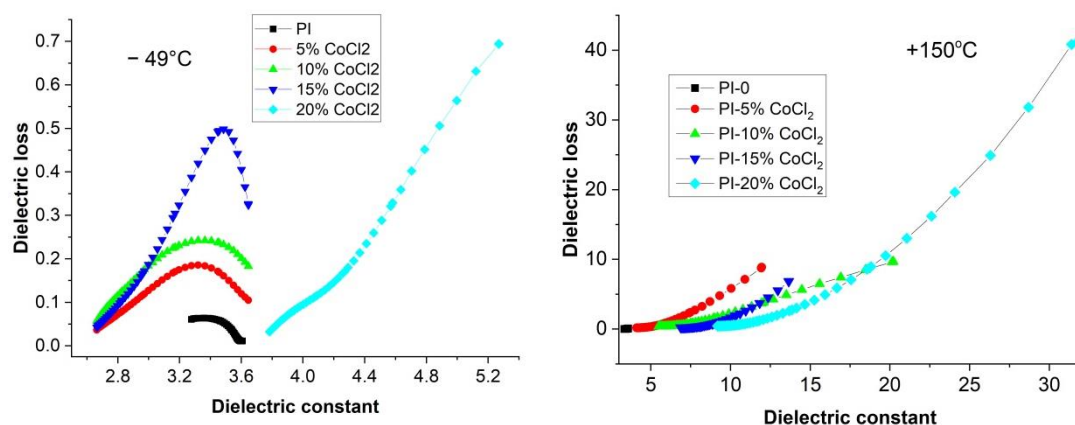 − 49°C
PI
5% CoCl2
10% CoCl2
15% CoCl2
20% CoCl2
0.7
0.6
0.5
0.4
0.3
0.2
0.1
0.0
Dielectric loss
2.8 3.2 3.6 4.0 4.4 4.8 5.2
Dielectric constant
+150°C
PI-0
PI-5% CoCl₂
PI-10% CoCl₂
PI-15% CoCl₂
PI-20% CoCl₂
40
30
20
10
0
Dielectric loss
5 10 15 20 25 30
Dielectric constant